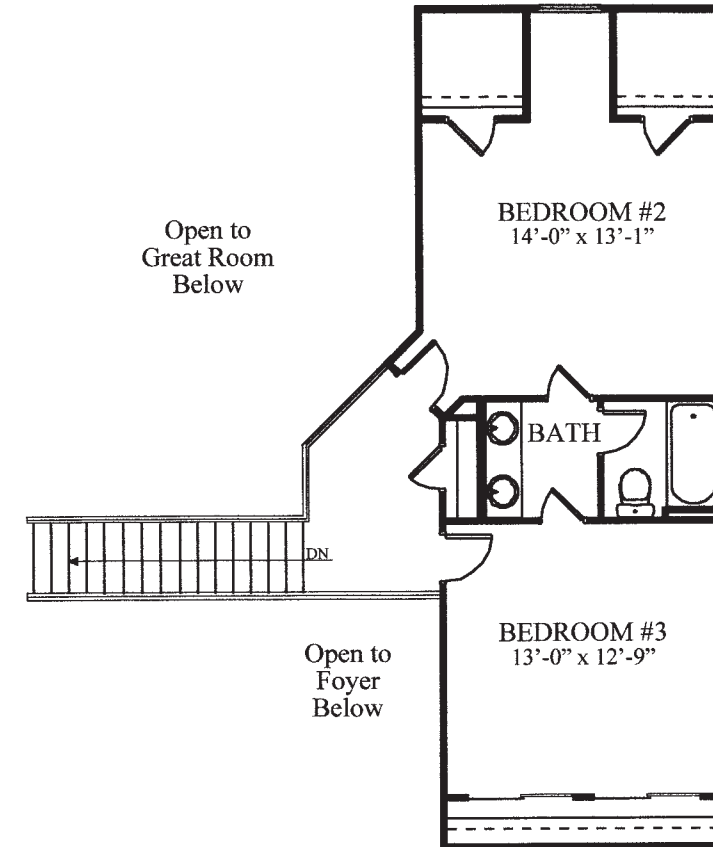 BEDROOM #2
14’-0” x 13’-1”
Open to
Great Room
Below
BATH
DN
BEDROOM #3
13’-0” x 12’-9”
Open to
Foyer
Below